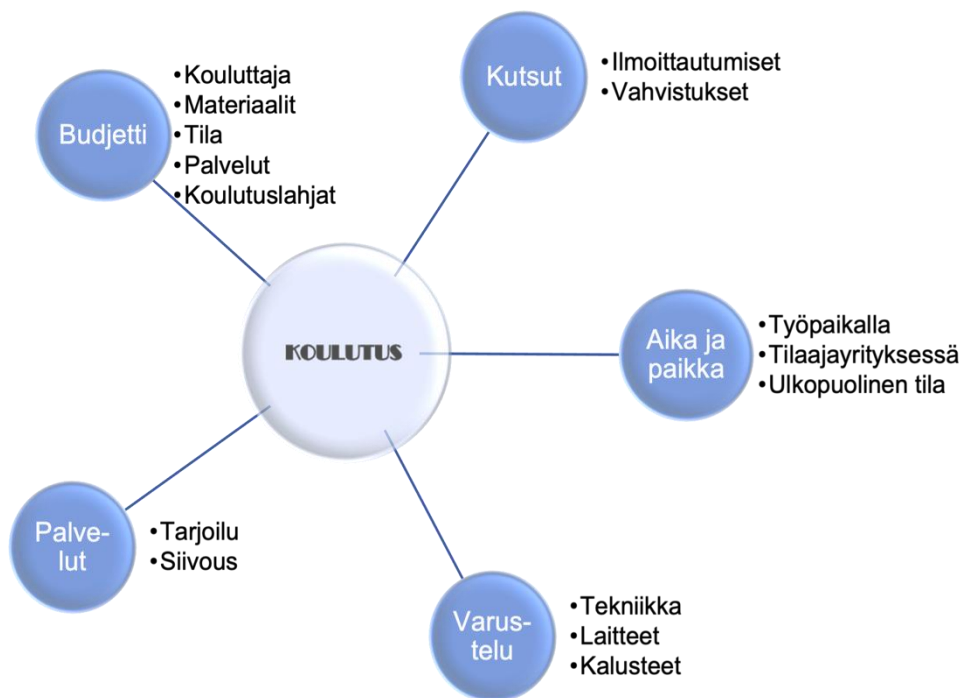 Budjetti
•Kouluttaja
•Materiaalit
•Tila
•Palvelut
•Koulutuslahjat
Kutsut
•Ilmoittautumiset
•Vahvistukset
KOULUTUS
Aika ja
paikka
•Työpaikalla
•Tilaajayrityksessä
•Ulkopuolinen tila
Palve-
lut
•Tarjoilu
•Siivous
Varus-
telu
•Tekniikka
•Laitteet
•Kalusteet